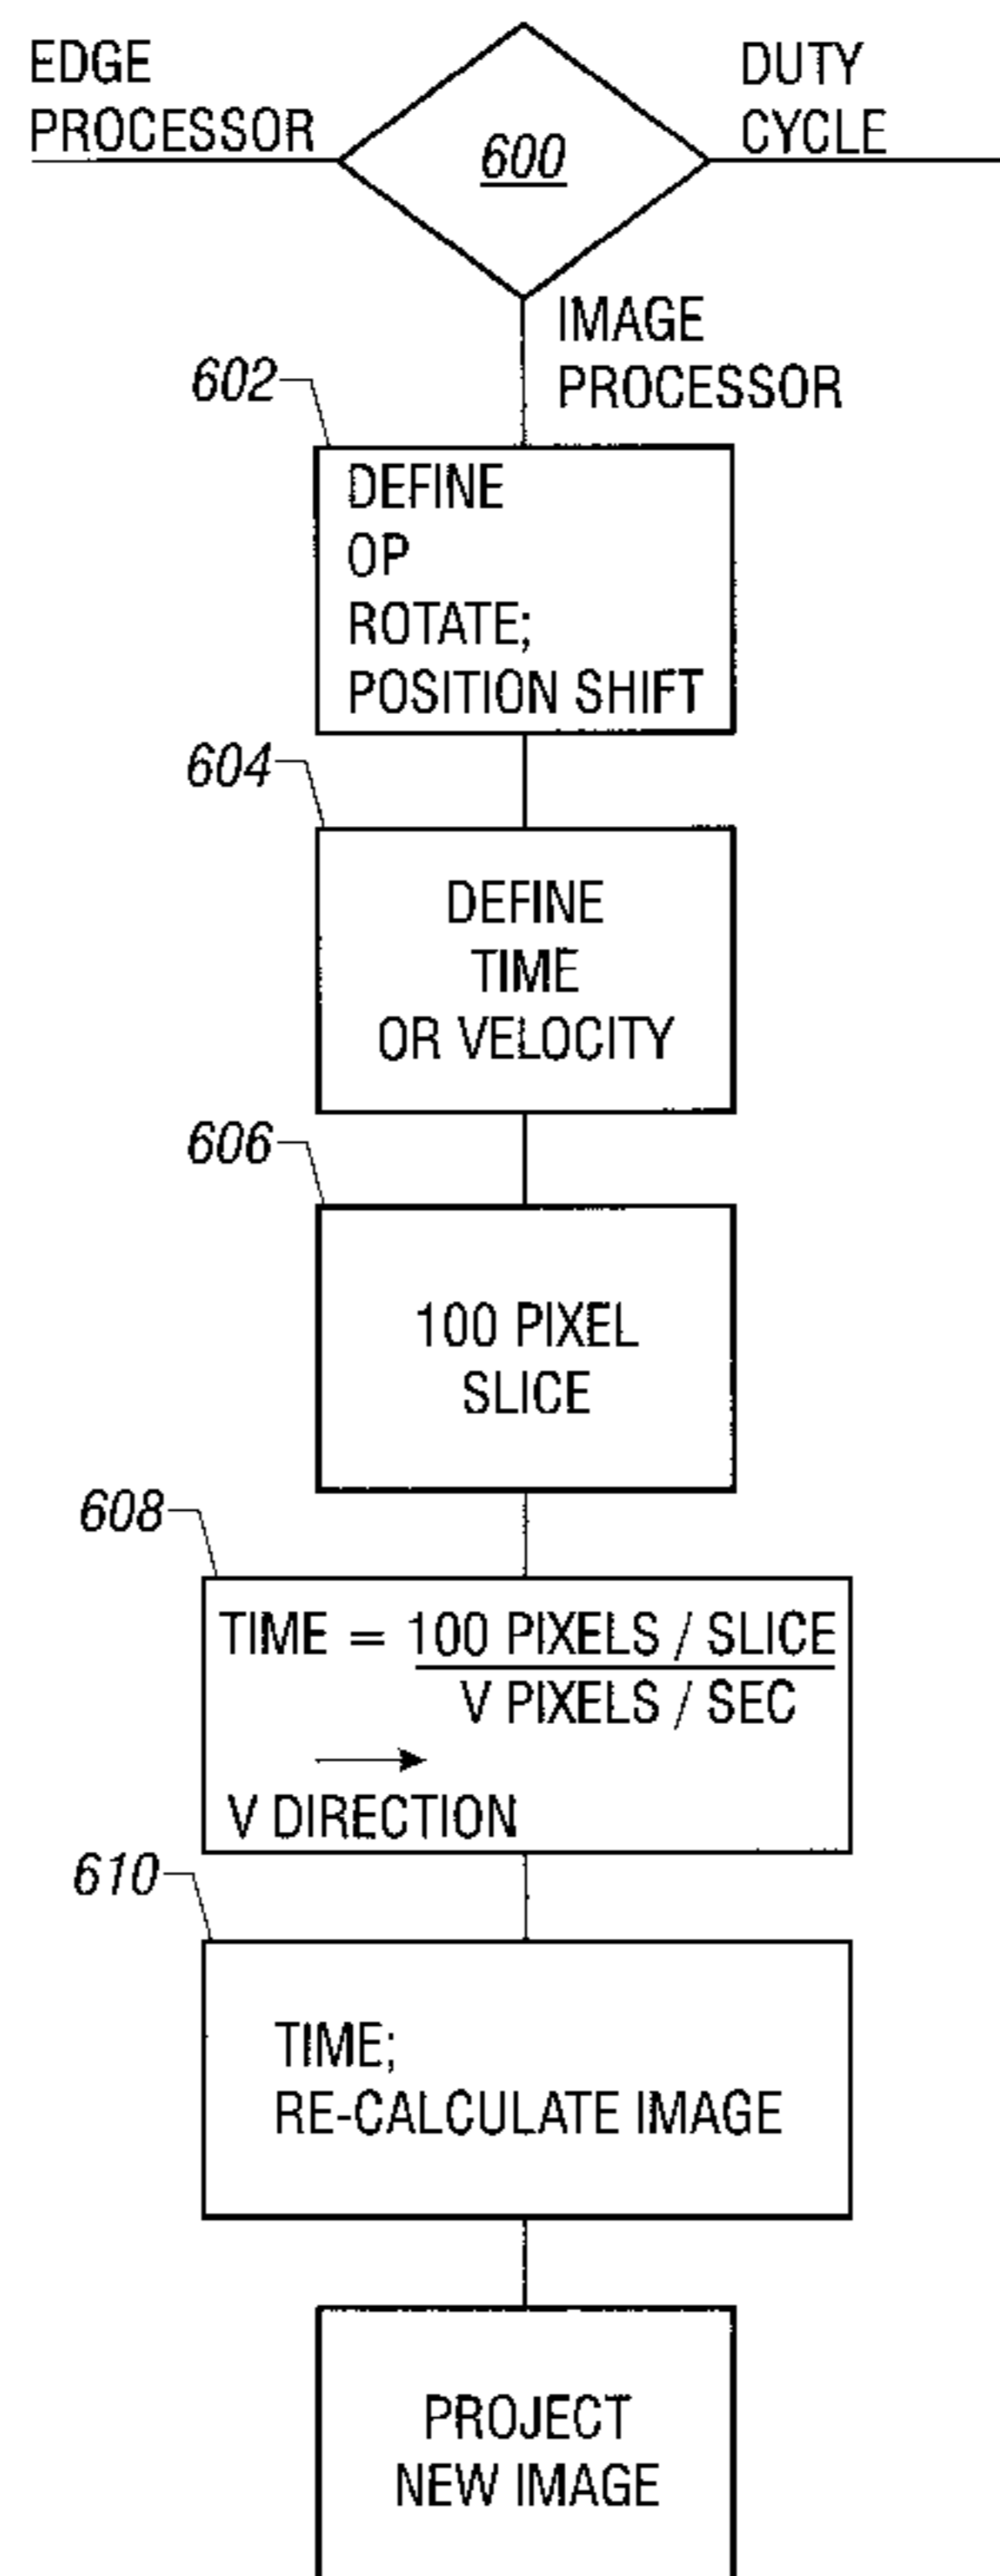 EDGE
PROCESSOR
600
DUTY
CYCLE
IMAGE
PROCESSOR
602
DEFINE
OP
ROTATE;
POSITION SHIFT
604
DEFINE
TIME
OR VELOCITY
606
100 PIXEL
SLICE
608
TIME = 100 PIXELS / SLICE
V PIXELS / SEC
V DIRECTION
610
TIME;
RE-CALCULATE IMAGE
PROJECT
NEW IMAGE